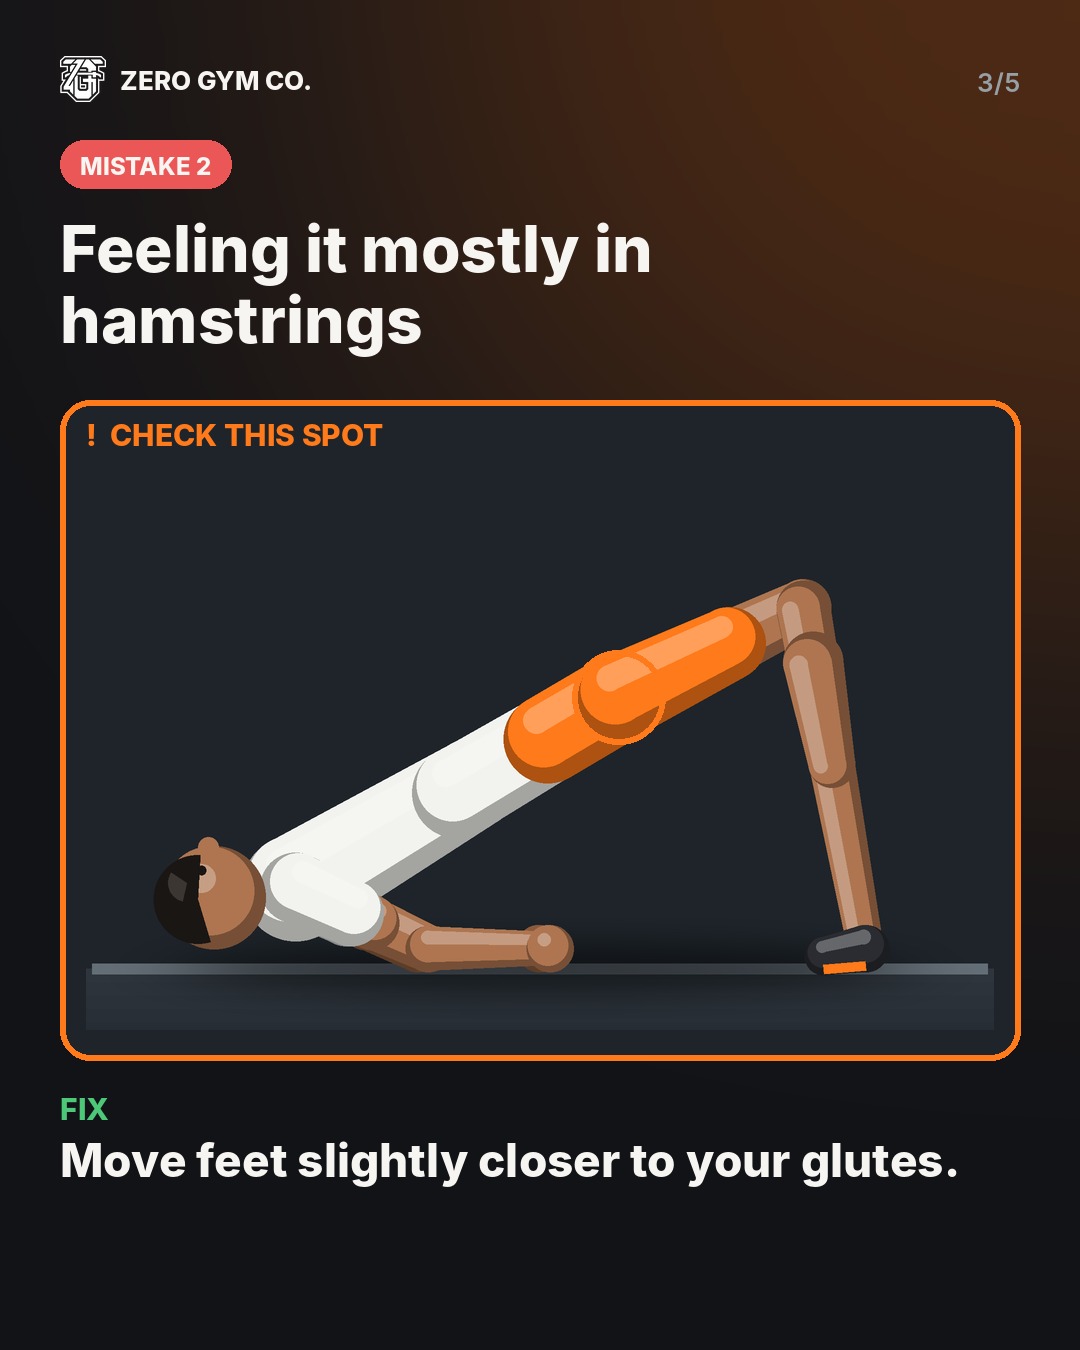 ZERO GYM CO.
3/5
MISTAKE 2
Feeling it mostly in
hamstrings
! CHECK THIS SPOT
FIX
Move feet slightly closer to your glutes.